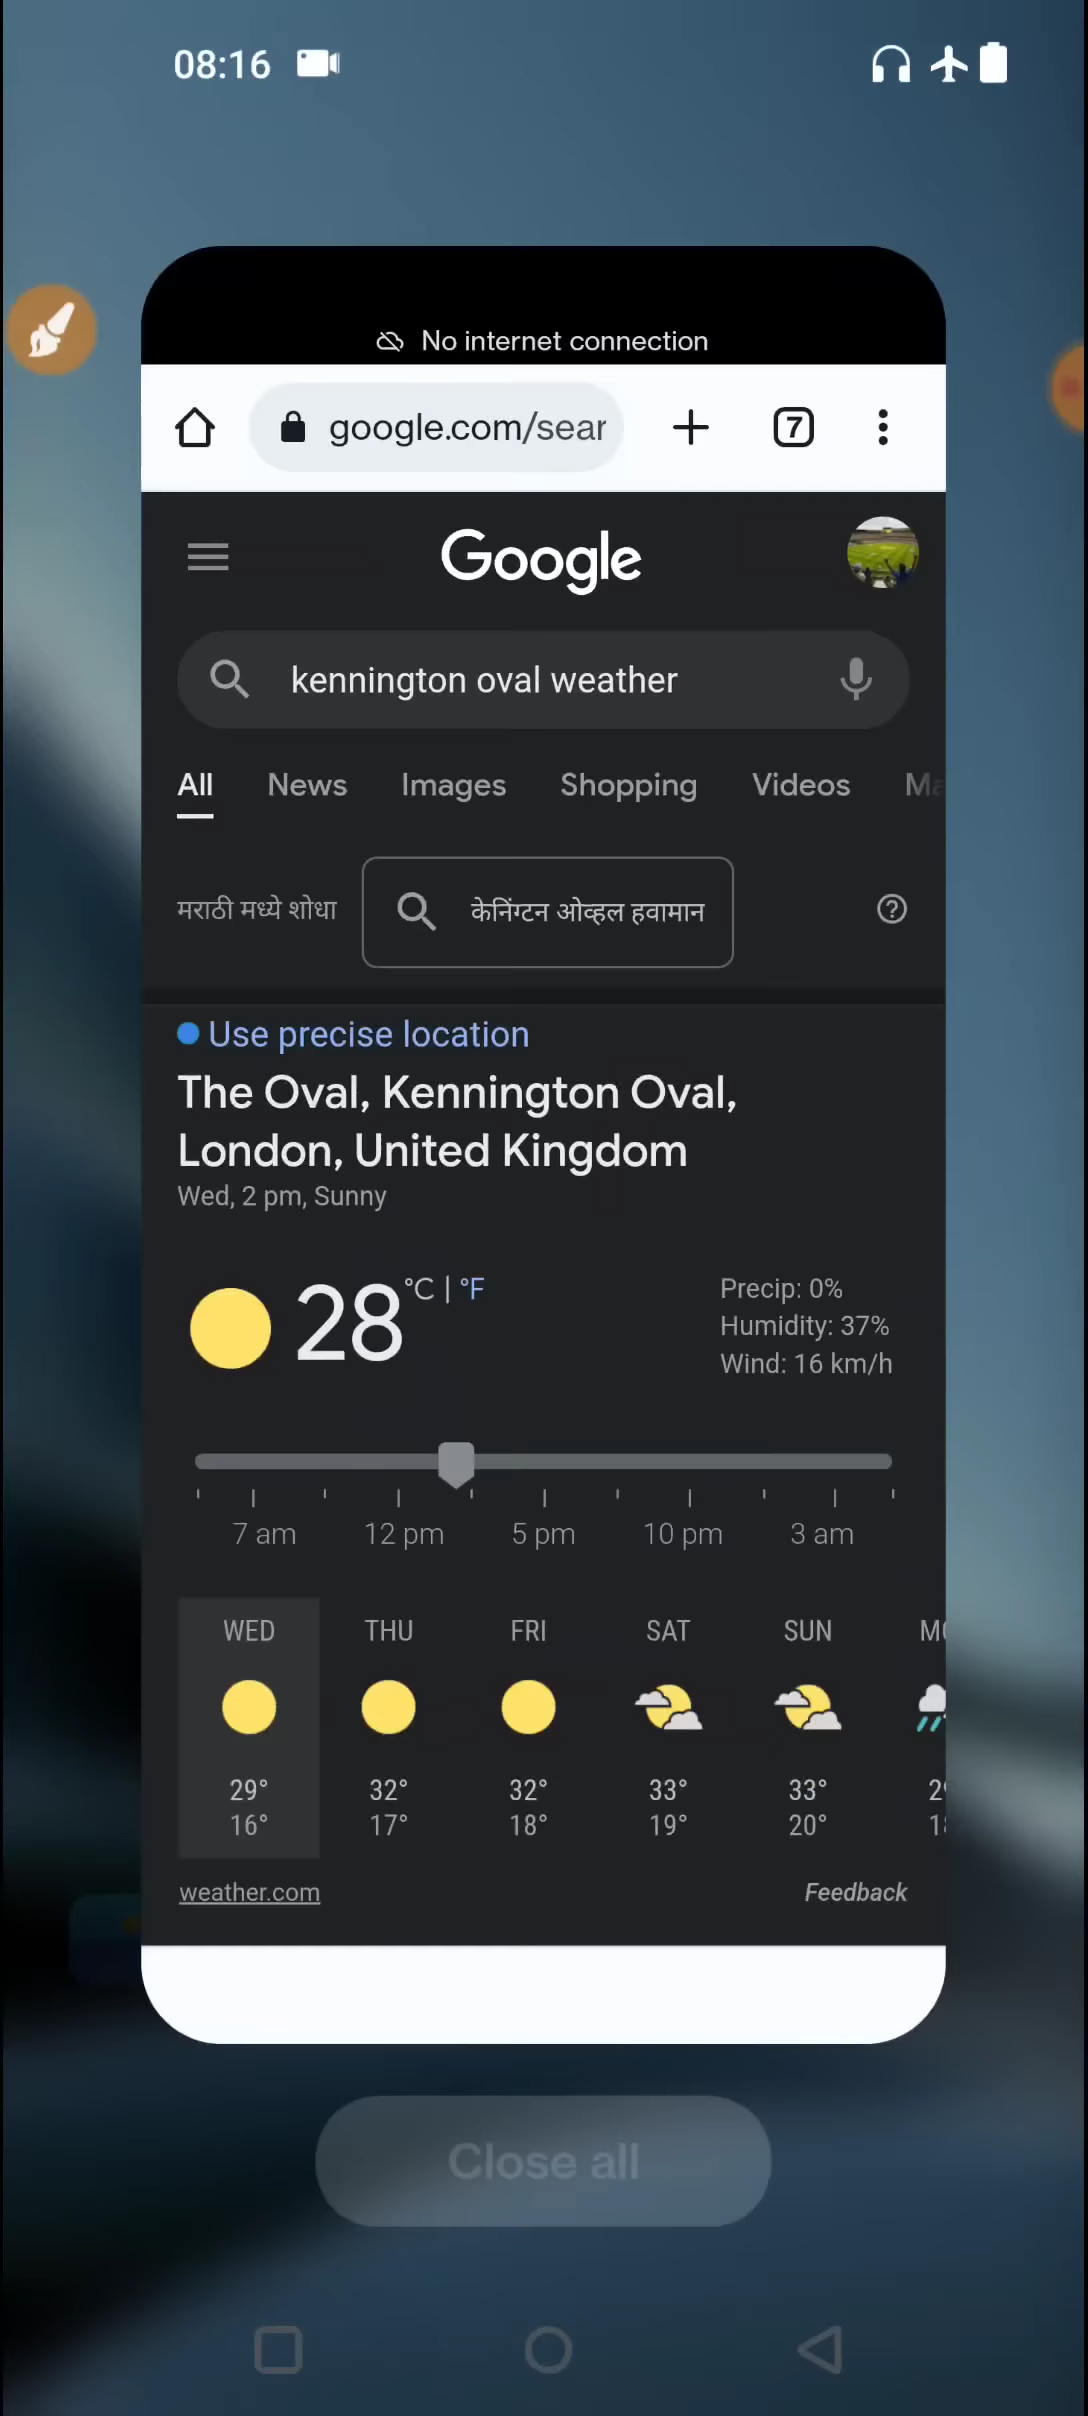 08:16
No internet connection
google.com/sear
7
Google
kennington oval weather
All News Images Shopping Videos
मराठी मध्ये शोधा केनिंग्टन ओव्हल हवामान
Use precise location
The Oval, Kennington Oval,
London, United Kingdom
Wed, 2 pm, Sunny
28 °C | °F
Precip: 0%
Humidity: 37%
Wind: 16 km/h
7 am 12 pm 5 pm 10 pm 3 am
WED THU FRI SAT SUN
29° 32° 32° 33° 33°
16° 17° 18° 19° 20°
weather.com Feedback
Close all